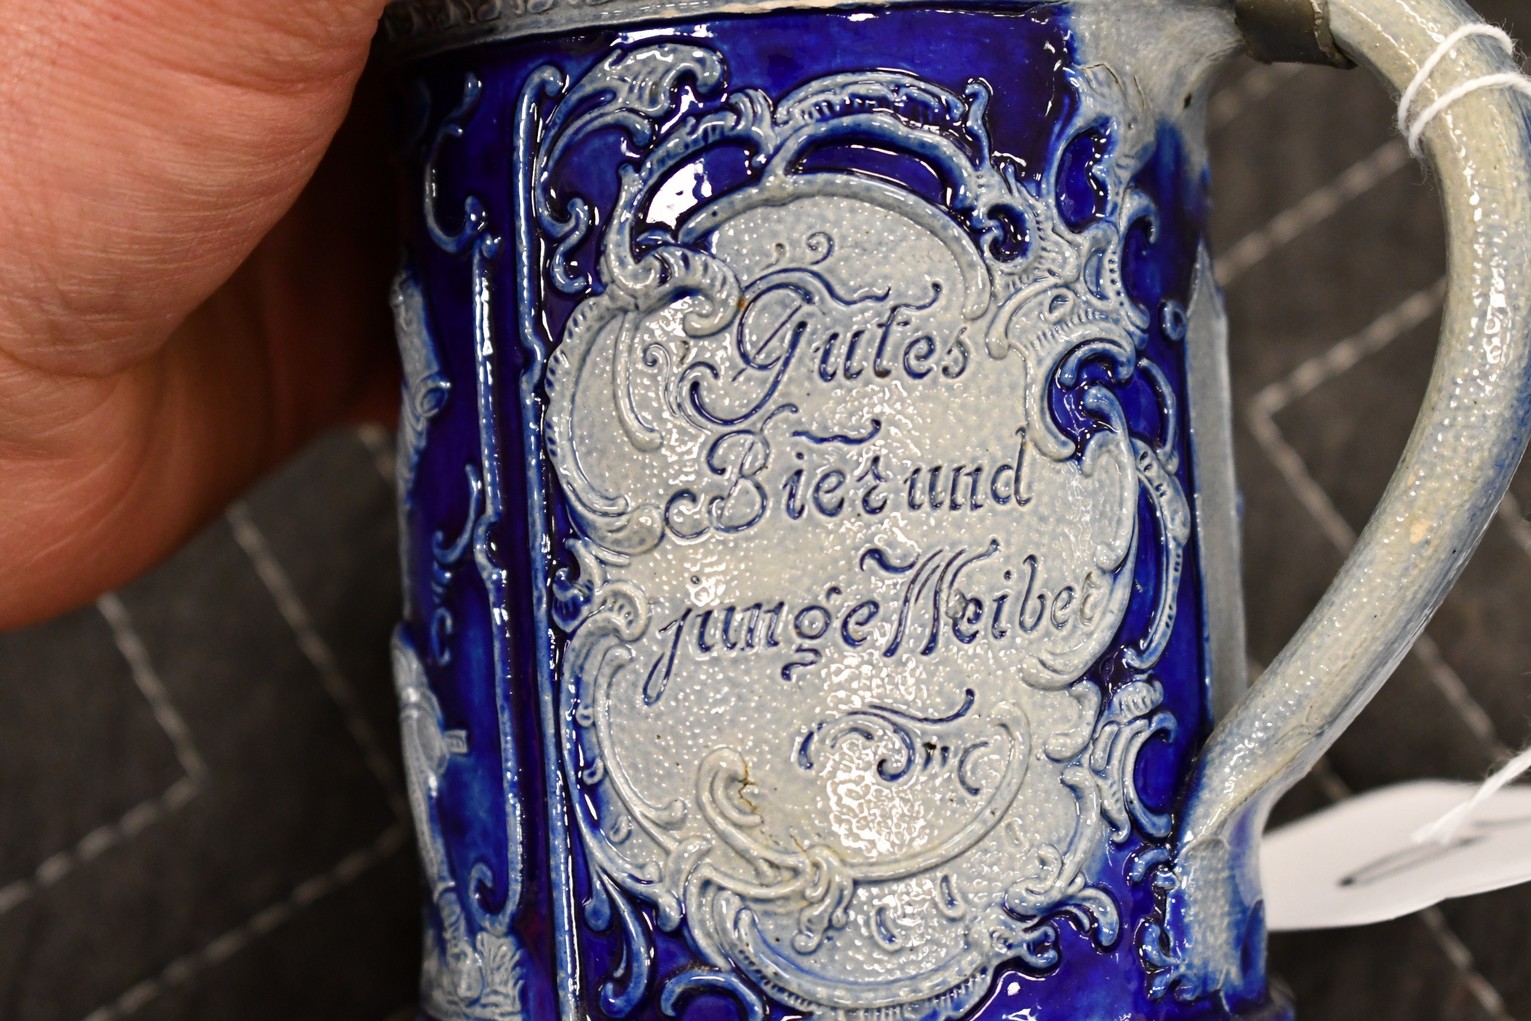 Gutes
Bier und
junge Weiber